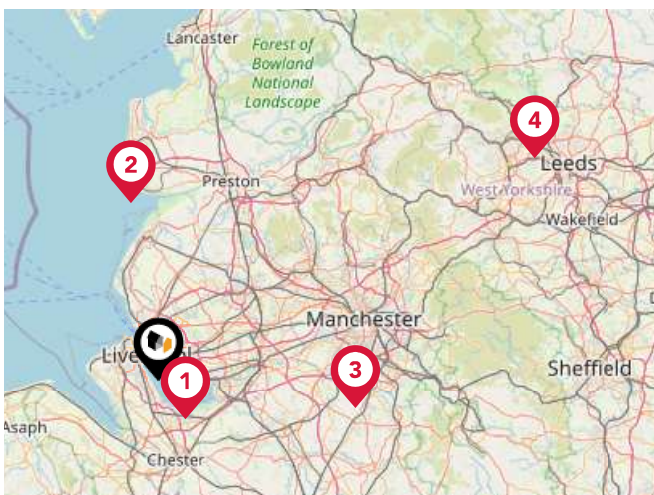 Lancaster
Forest of
Bowland
National
Landscape
4
2
Leeds
Preston
West Yorkshire
Wakefield
Manchester
Sheffield
3
1
Asaph
Chester